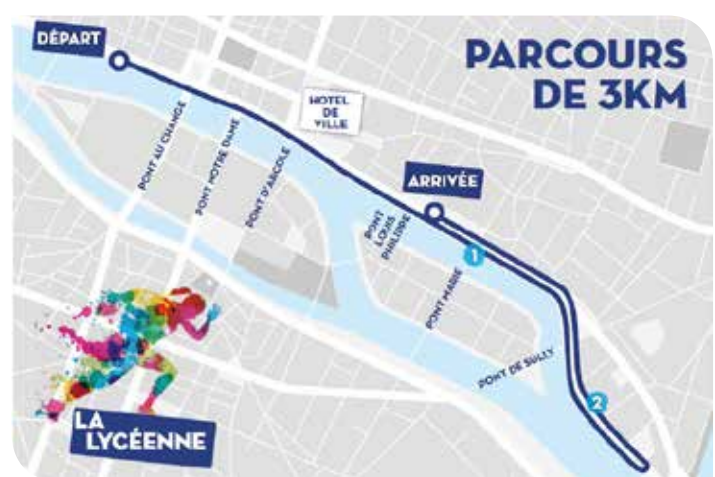 DÉPART
PARCOURS
DE 3KM
HOTEL
DE
VILLE
PONT AU CHANGE
PONT NOTRE DAME
PONT D'ARCOLE
ARRIVÉE
PONT
LOUIS
PHILIPPE
1
PONT MARIE
PONT DE SULLY
2
LA
LYCÉENNE